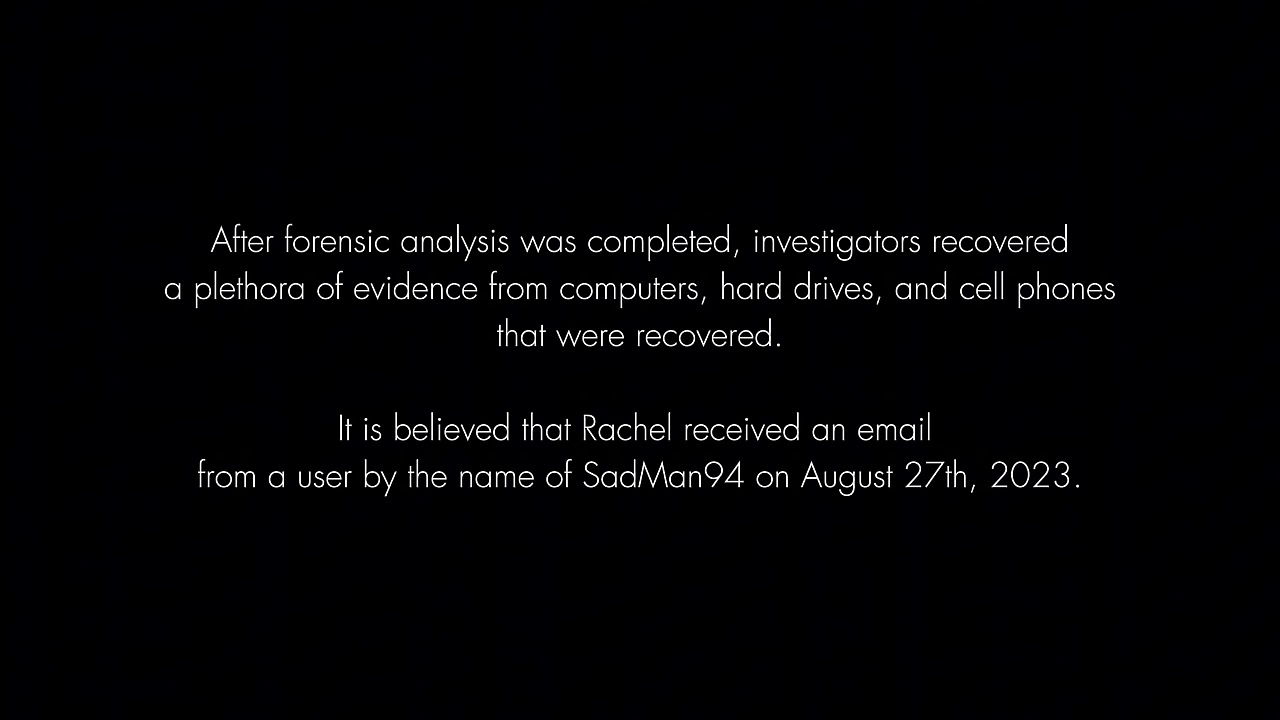 After forensic analysis was completed, investigators recovered
a plethora of evidence from computers, hard drives, and cell phones
that were recovered.
It is believed that Rachel received an email
from a user by the name of SadMan94 on August 27th, 2023.